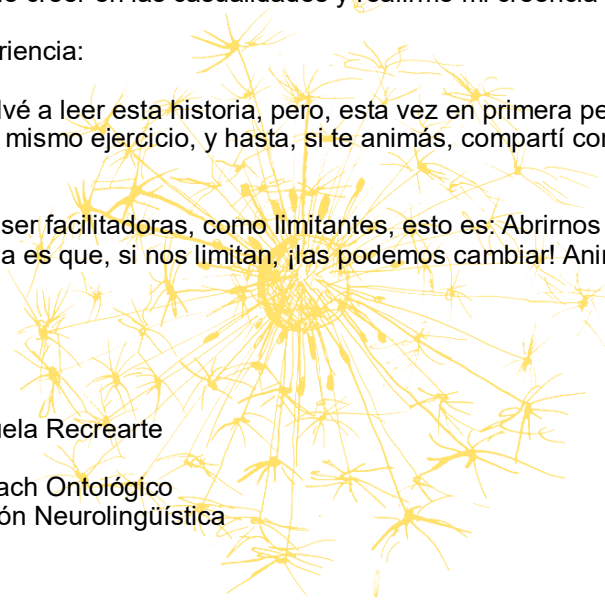 creer en las casualidades y reafirmo mi creencia
riencia:
lvé a leer esta historia, pero, esta vez en primera pe
mismo ejercicio, y hasta, si te animás, compartí con
ser facilitadoras, como limitantes, esto es: Abrirnos
a es que, si nos limitan, ¡las podemos cambiar! Anin
uela Recrearte
ach Ontológico
ón Neurolingüística